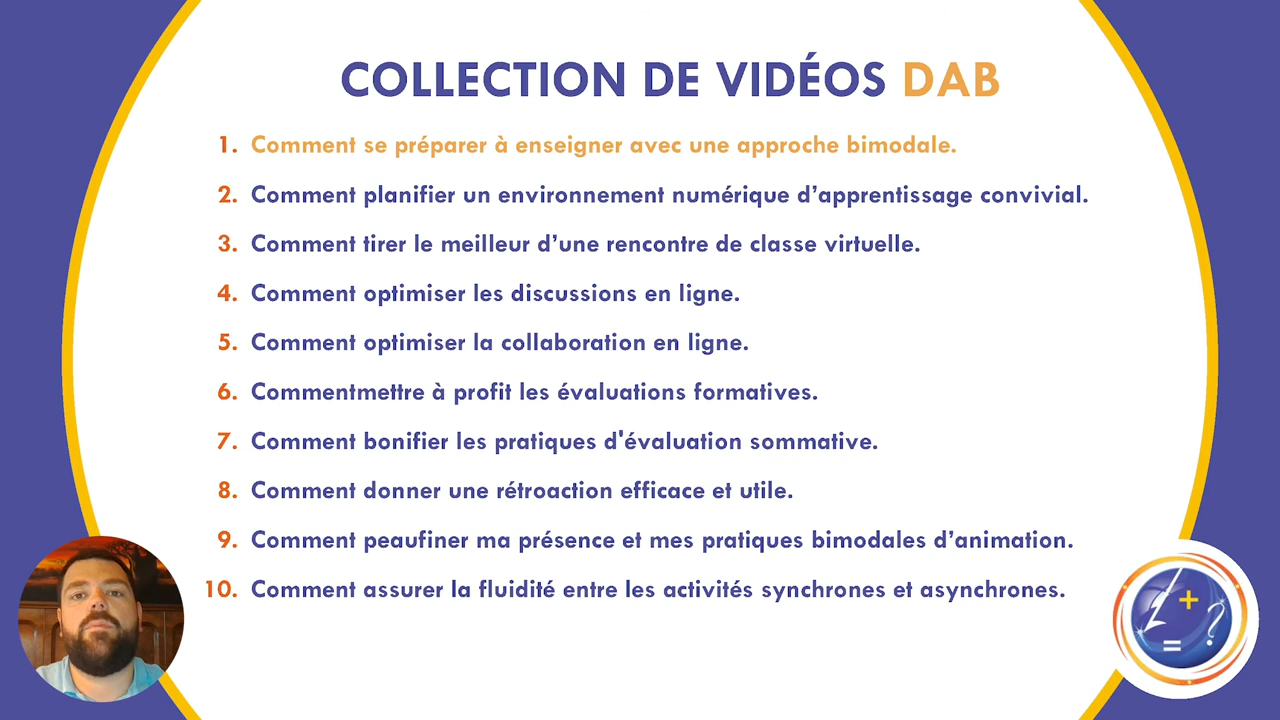 COLLECTION DE VIDÉOS DAB
1. Comment se préparer à enseigner avec une approche bimodale.
2. Comment planifier un environnement numérique d’apprentissage convivial.
3. Comment tirer le meilleur d’une rencontre de classe virtuelle.
4. Comment optimiser les discussions en ligne.
5. Comment optimiser la collaboration en ligne.
6. Commentmettre à profit les évaluations formatives.
7. Comment bonifier les pratiques d'évaluation sommative.
8. Comment donner une rétroaction efficace et utile.
9. Comment peaufiner ma présence et mes pratiques bimodales d’animation.
10. Comment assurer la fluidité entre les activités synchrones et asynchrones.
+
?
=